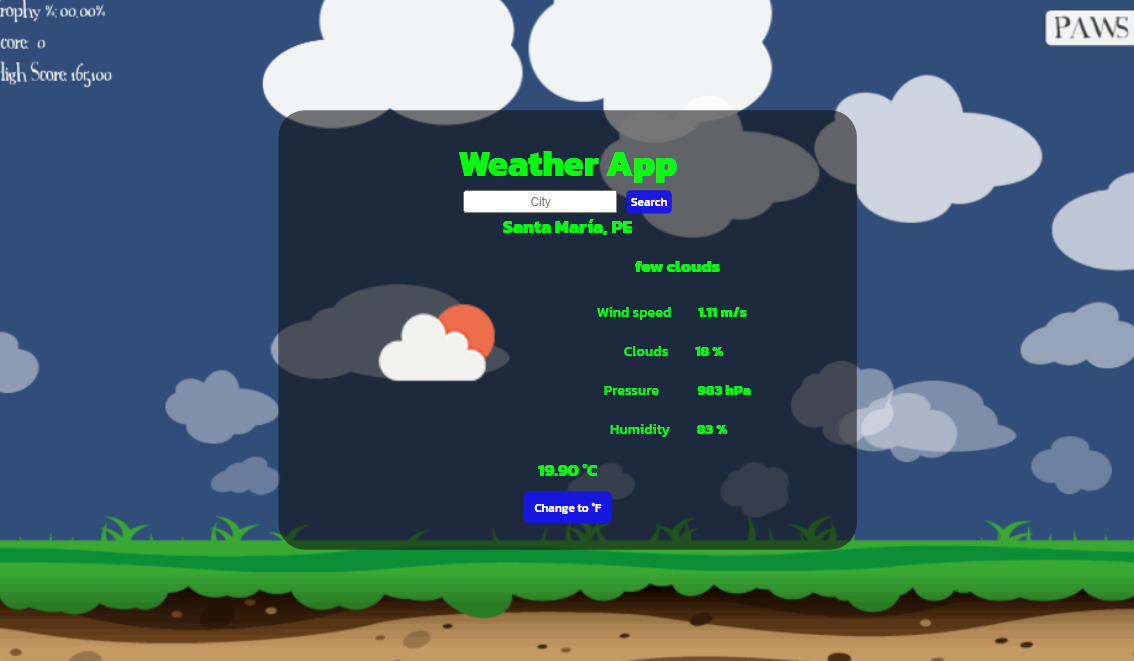 rophy %: 00.00%
core: 0
High Score: 165100
PAWS
Weather App
City Search
Santa María, PE
few clouds
Wind speed 1.11 m/s
Clouds 18 %
Pressure 983 hPa
Humidity 83 %
19.90 °C
Change to °F